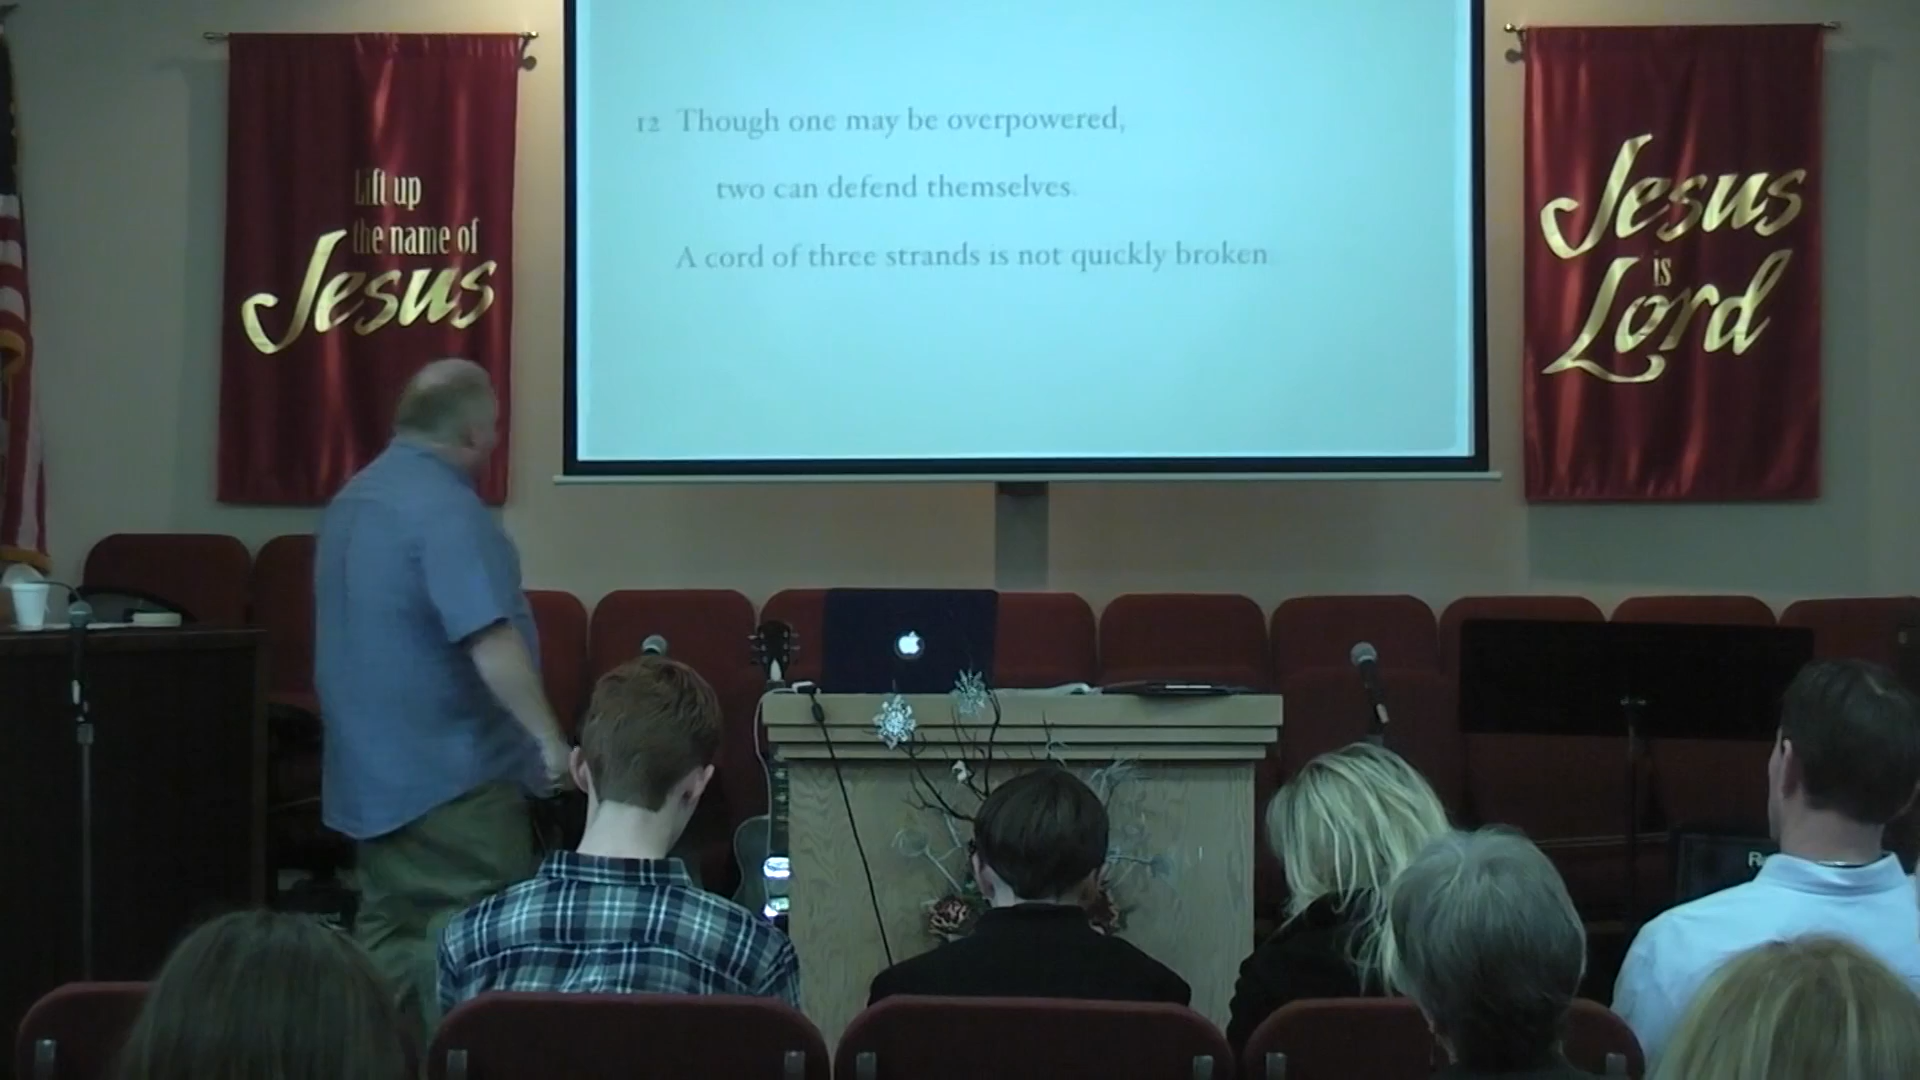 Lift up
the name of
Jesus
12 Though one may be overpowered,
two can defend themselves.
A cord of three strands is not quickly broken
Jesus
is
Lord